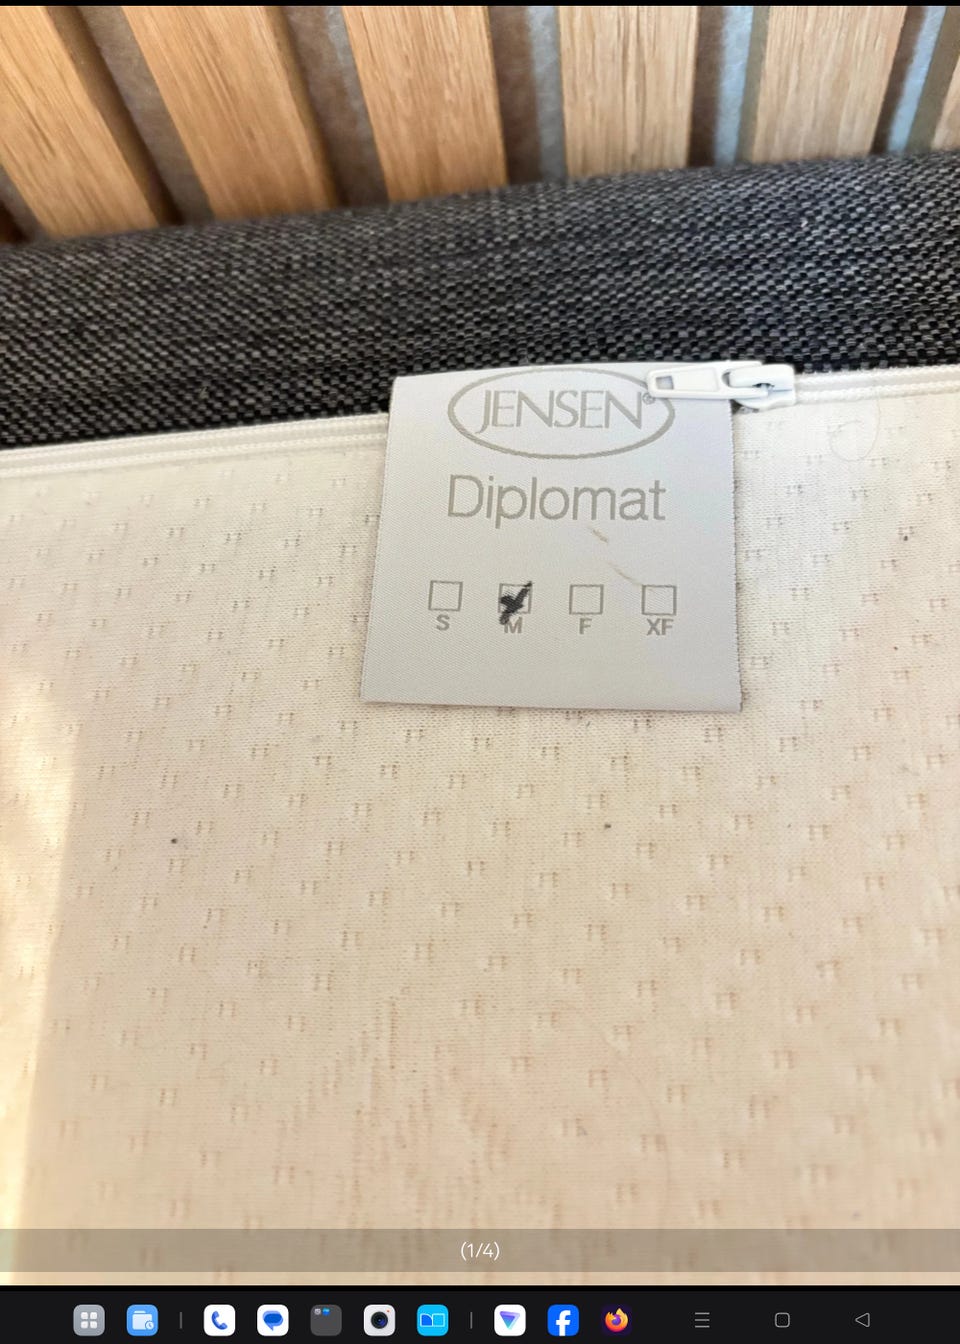 JENSEN®
Diplomat
S M F XF
(1/4)